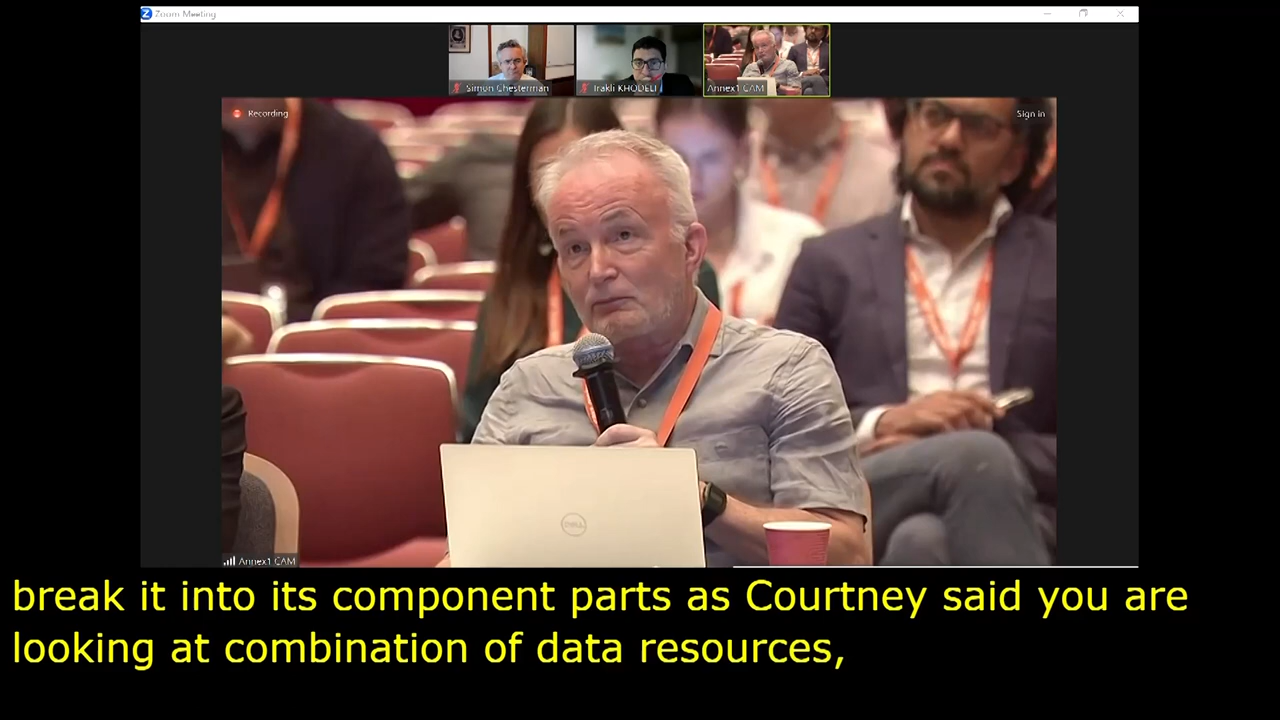 Zoom Meeting
Simon Chesterman
Irakli KHODELI
Annex1 CAM
Recording
Sign in
DELL
Annex1 CAM
break it into its component parts as Courtney said you are
looking at combination of data resources,